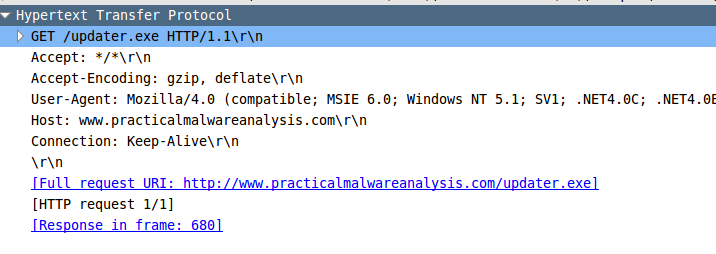 Hypertext Transfer Protocol
GET /updater.exe HTTP/1.1\r\n
Accept: */*\r\n
Accept-Encoding: gzip, deflate\r\n
User-Agent: Mozilla/4.0 (compatible; MSIE 6.0; Windows NT 5.1; SV1; .NET4.0C; .NET4.0E
Host: www.practicalmalwareanalysis.com\r\n
Connection: Keep-Alive\r\n
\r\n
[Full request URI: http://www.practicalmalwareanalysis.com/updater.exe]
[HTTP request 1/1]
[Response in frame: 680]